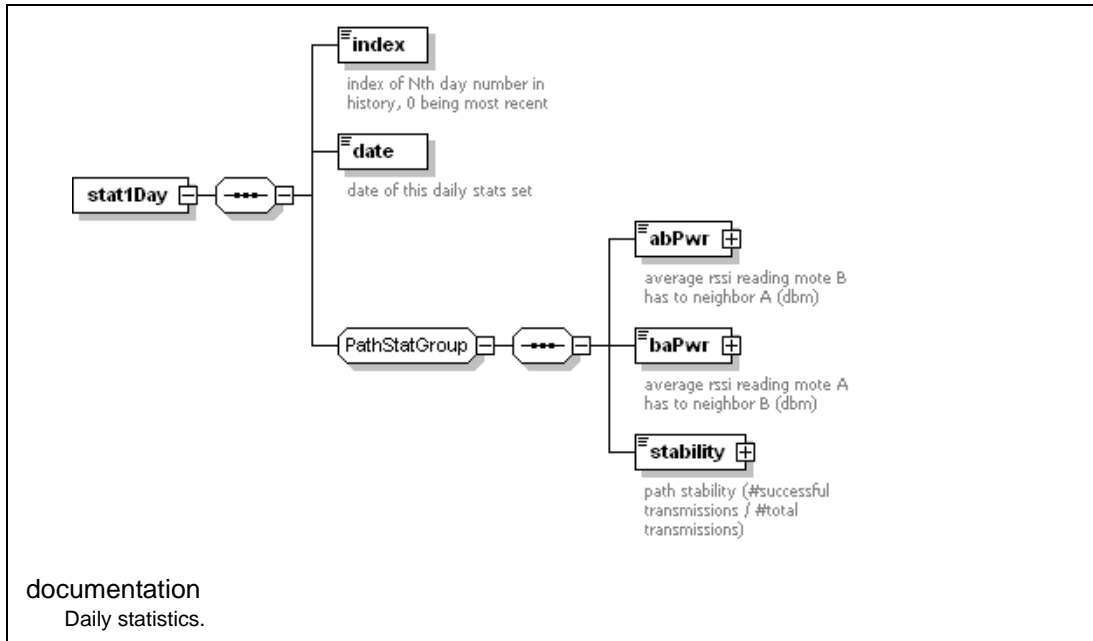 index
index of Nth day number in
history, 0 being most recent
date
date of this daily stats set
stat1Day
abPwr
average rssi reading mote B
has to neighbor A (dbm)
PathStatGroup
baPwr
average rssi reading mote A
has to neighbor B (dbm)
stability
path stability (#successful
transmissions / #total
transmissions)
documentation
Daily statistics.